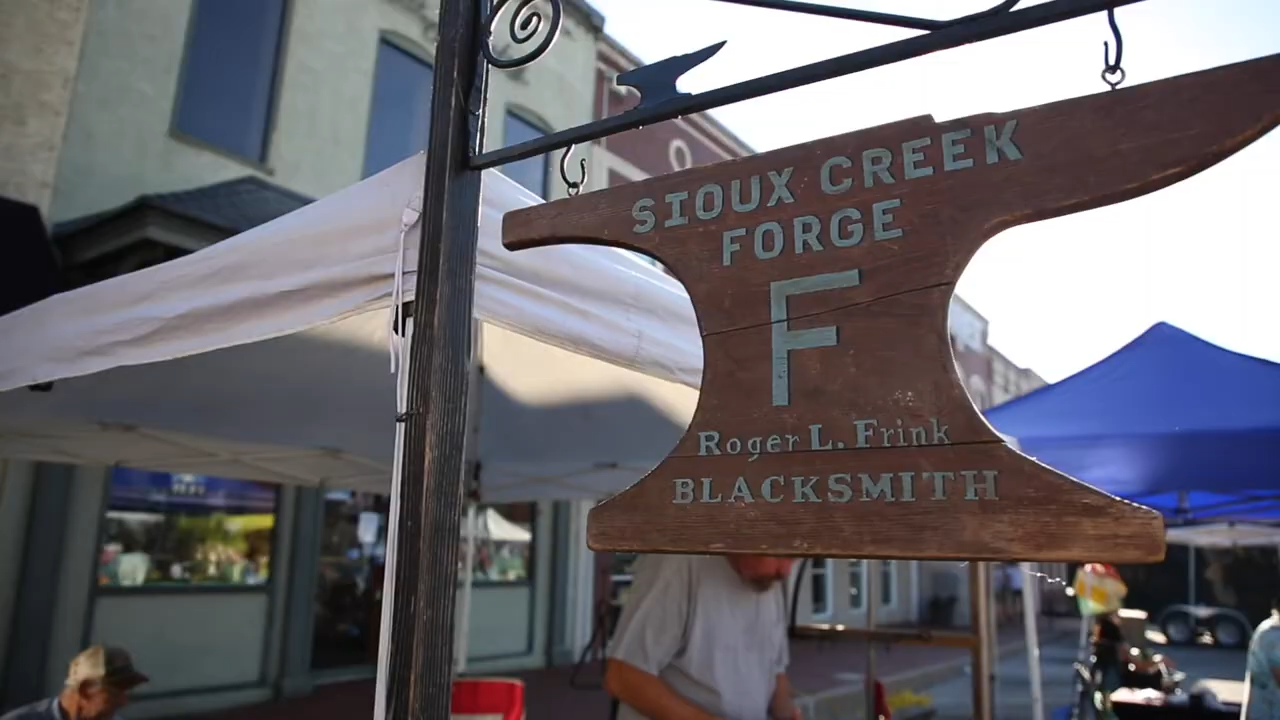 SIOUX CREEK
FORGE
F
Roger L. Frink
BLACKSMITH